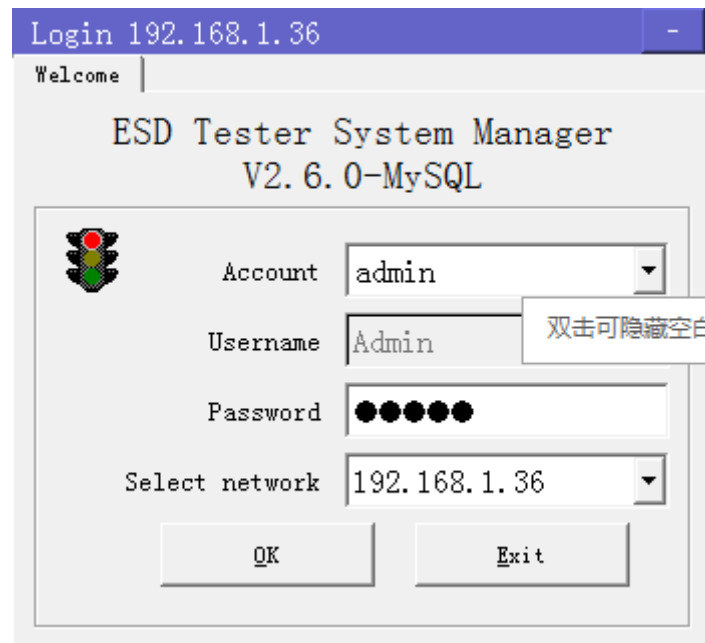 Login 192.168.1.36 -
Welcome
ESD Tester System Manager
V2.6.0-MySQL
Account admin
双击可隐藏空白
Username Admin
Password ●●●●●
Select network 192.168.1.36
OK Exit